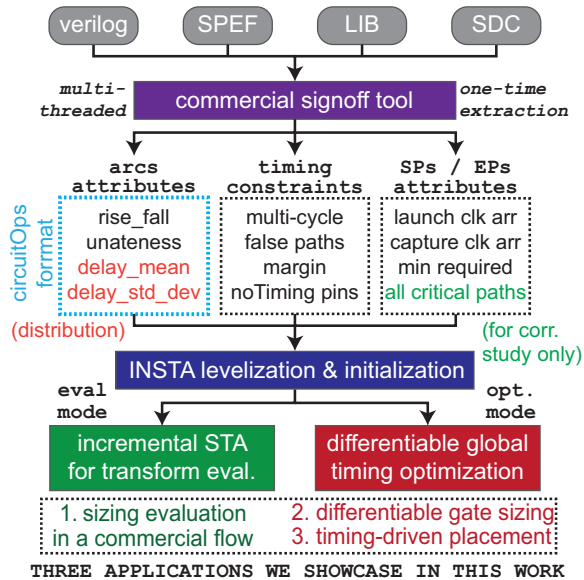 verilog SPEF LIB SDC
multi-
threaded
commercial signoff tool
one-time
extraction
arcs
attributes
timing
constraints
SPs / EPs
attributes
circuitOps
forrmat
rise_fall
unateness
delay_mean
delay_std_dev
multi-cycle
false paths
margin
noTiming pins
launch clk arr
capture clk arr
min required
all critical paths
(distribution)
(for corr.
study only)
INSTA levelization & initialization
eval
mode
opt.
mode
incremental STA
for transform eval.
differentiable global
timing optimization
1. sizing evaluation
in a commercial flow
2. differentiable gate sizing
3. timing-driven placement
THREE APPLICATIONS WE SHOWCASE IN THIS WORK